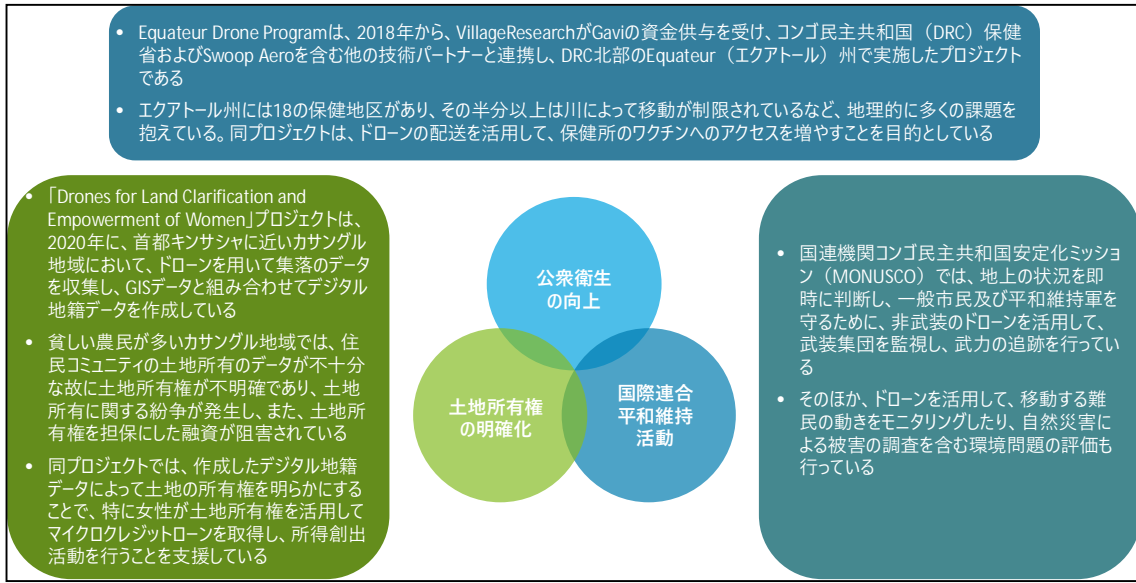 • Equateur Drone Programは、2018年から、VillageResearchがGaviの資金供与を受け、コンゴ民主共和国（DRC）保健
省およびSwoop Aeroを含む他の技術パートナーと連携し、DRC北部のEquateur（エクアトール）州で実施したプロジェクト
である
• エクアトール州には18の保健地区があり、その半分以上は川によって移動が制限されているなど、地理的に多くの課題を
抱えている。同プロジェクトは、ドローンの配送を活用して、保健所のワクチンへのアクセスを増やすことを目的としている
• 「Drones for Land Clarification and
Empowerment of Women」プロジェクトは、
2020年に、首都キンサシャに近いカサングル
地域において、ドローンを用いて集落のデータ
を収集し、GISデータと組み合わせてデジタル
地籍データを作成している
• 貧しい農民が多いカサングル地域では、住
民コミュニティの土地所有のデータが不十分
な故に土地所有権が不明確であり、土地
所有に関する紛争が発生し、また、土地所
有権を担保にした融資が阻害されている
• 同プロジェクトでは、作成したデジタル地籍
データによって土地の所有権を明らかにする
ことで、特に女性が土地所有権を活用して
マイクロクレジットローンを取得し、所得創出
活動を行うことを支援している
公衆衛生
の向上
土地所有権
の明確化
国際連合
平和維持
活動
• 国連機関コンゴ民主共和国安定化ミッショ
ン（MONUSCO）では、地上の状況を即
時に判断し、一般市民及び平和維持軍を
守るために、非武装のドローンを活用して、
武装集団を監視し、武力の追跡を行ってい
る
• そのほか、ドローンを活用して、移動する難
民の動きをモニタリングしたり、自然災害に
よる被害の調査を含む環境問題の評価も
行っている